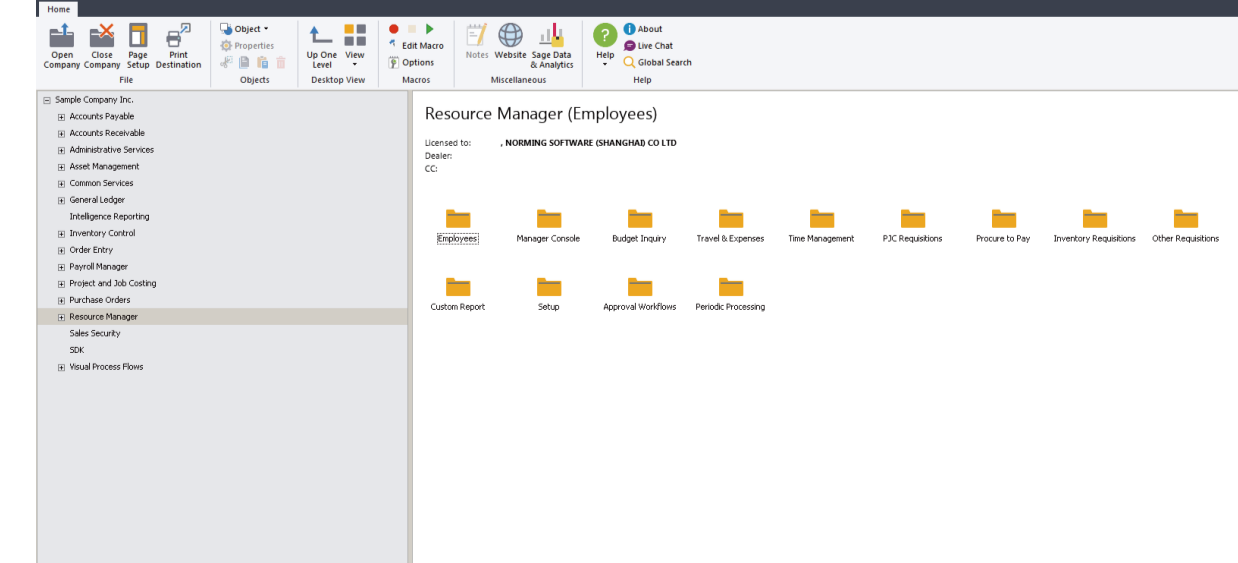 Home
Open Company
Close Company
Page Setup
Print Destination
File
Object
Properties
Objects
Up One Level
View
Desktop View
Edit Macro
Options
Macros
Notes
Website
Sage Data & Analytics
Miscellaneous
Help
About
Live Chat
Global Search
Help
Sample Company Inc.
Accounts Payable
Accounts Receivable
Administrative Services
Asset Management
Common Services
General Ledger
Intelligence Reporting
Inventory Control
Order Entry
Payroll Manager
Project and Job Costing
Purchase Orders
Resource Manager
Sales Security
SDK
Visual Process Flows
Resource Manager (Employees)
Licensed to: , NORMING SOFTWARE (SHANGHAI) CO LTD
Dealer:
CC:
Employees Manager Console Budget Inquiry Travel & Expenses Time Management PJC Requisitions Procure to Pay Inventory Requisitions Other Requisitions
Custom Report Setup Approval Workflows Periodic Processing